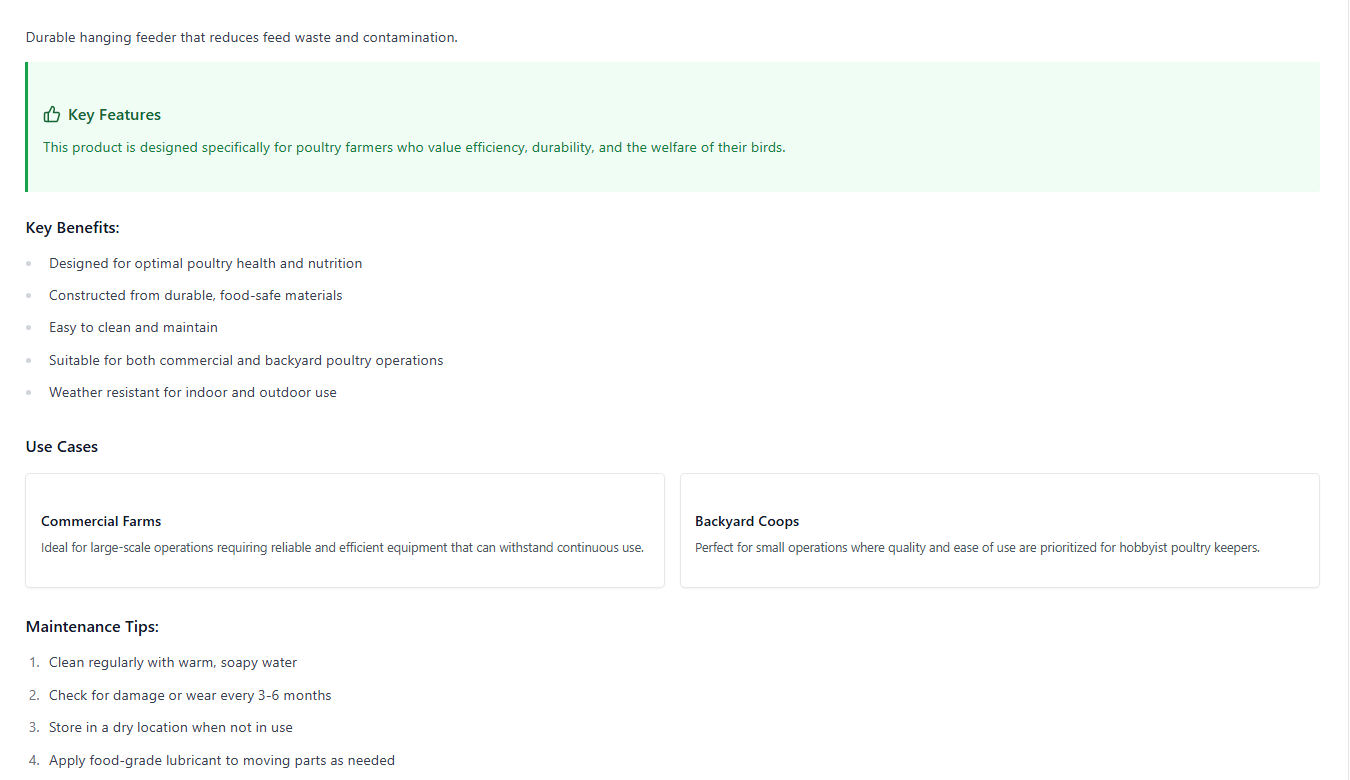 Durable hanging feeder that reduces feed waste and contamination.
Key Features
This product is designed specifically for poultry farmers who value efficiency, durability, and the welfare of their birds.
Key Benefits:
Designed for optimal poultry health and nutrition
Constructed from durable, food-safe materials
Easy to clean and maintain
Suitable for both commercial and backyard poultry operations
Weather resistant for indoor and outdoor use
Use Cases
Commercial Farms
Ideal for large-scale operations requiring reliable and efficient equipment that can withstand continuous use.
Backyard Coops
Perfect for small operations where quality and ease of use are prioritized for hobbyist poultry keepers.
Maintenance Tips:
1. Clean regularly with warm, soapy water
2. Check for damage or wear every 3-6 months
3. Store in a dry location when not in use
4. Apply food-grade lubricant to moving parts as needed